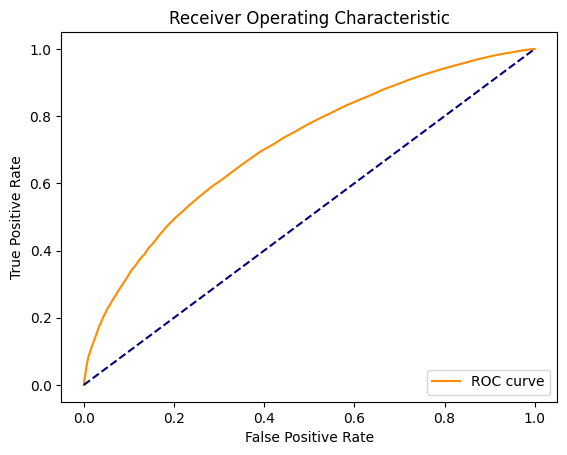 Receiver Operating Characteristic
True Positive Rate
1.0
0.8
0.6
0.4
0.2
0.0
0.0 0.2 0.4 0.6 0.8 1.0
False Positive Rate
ROC curve